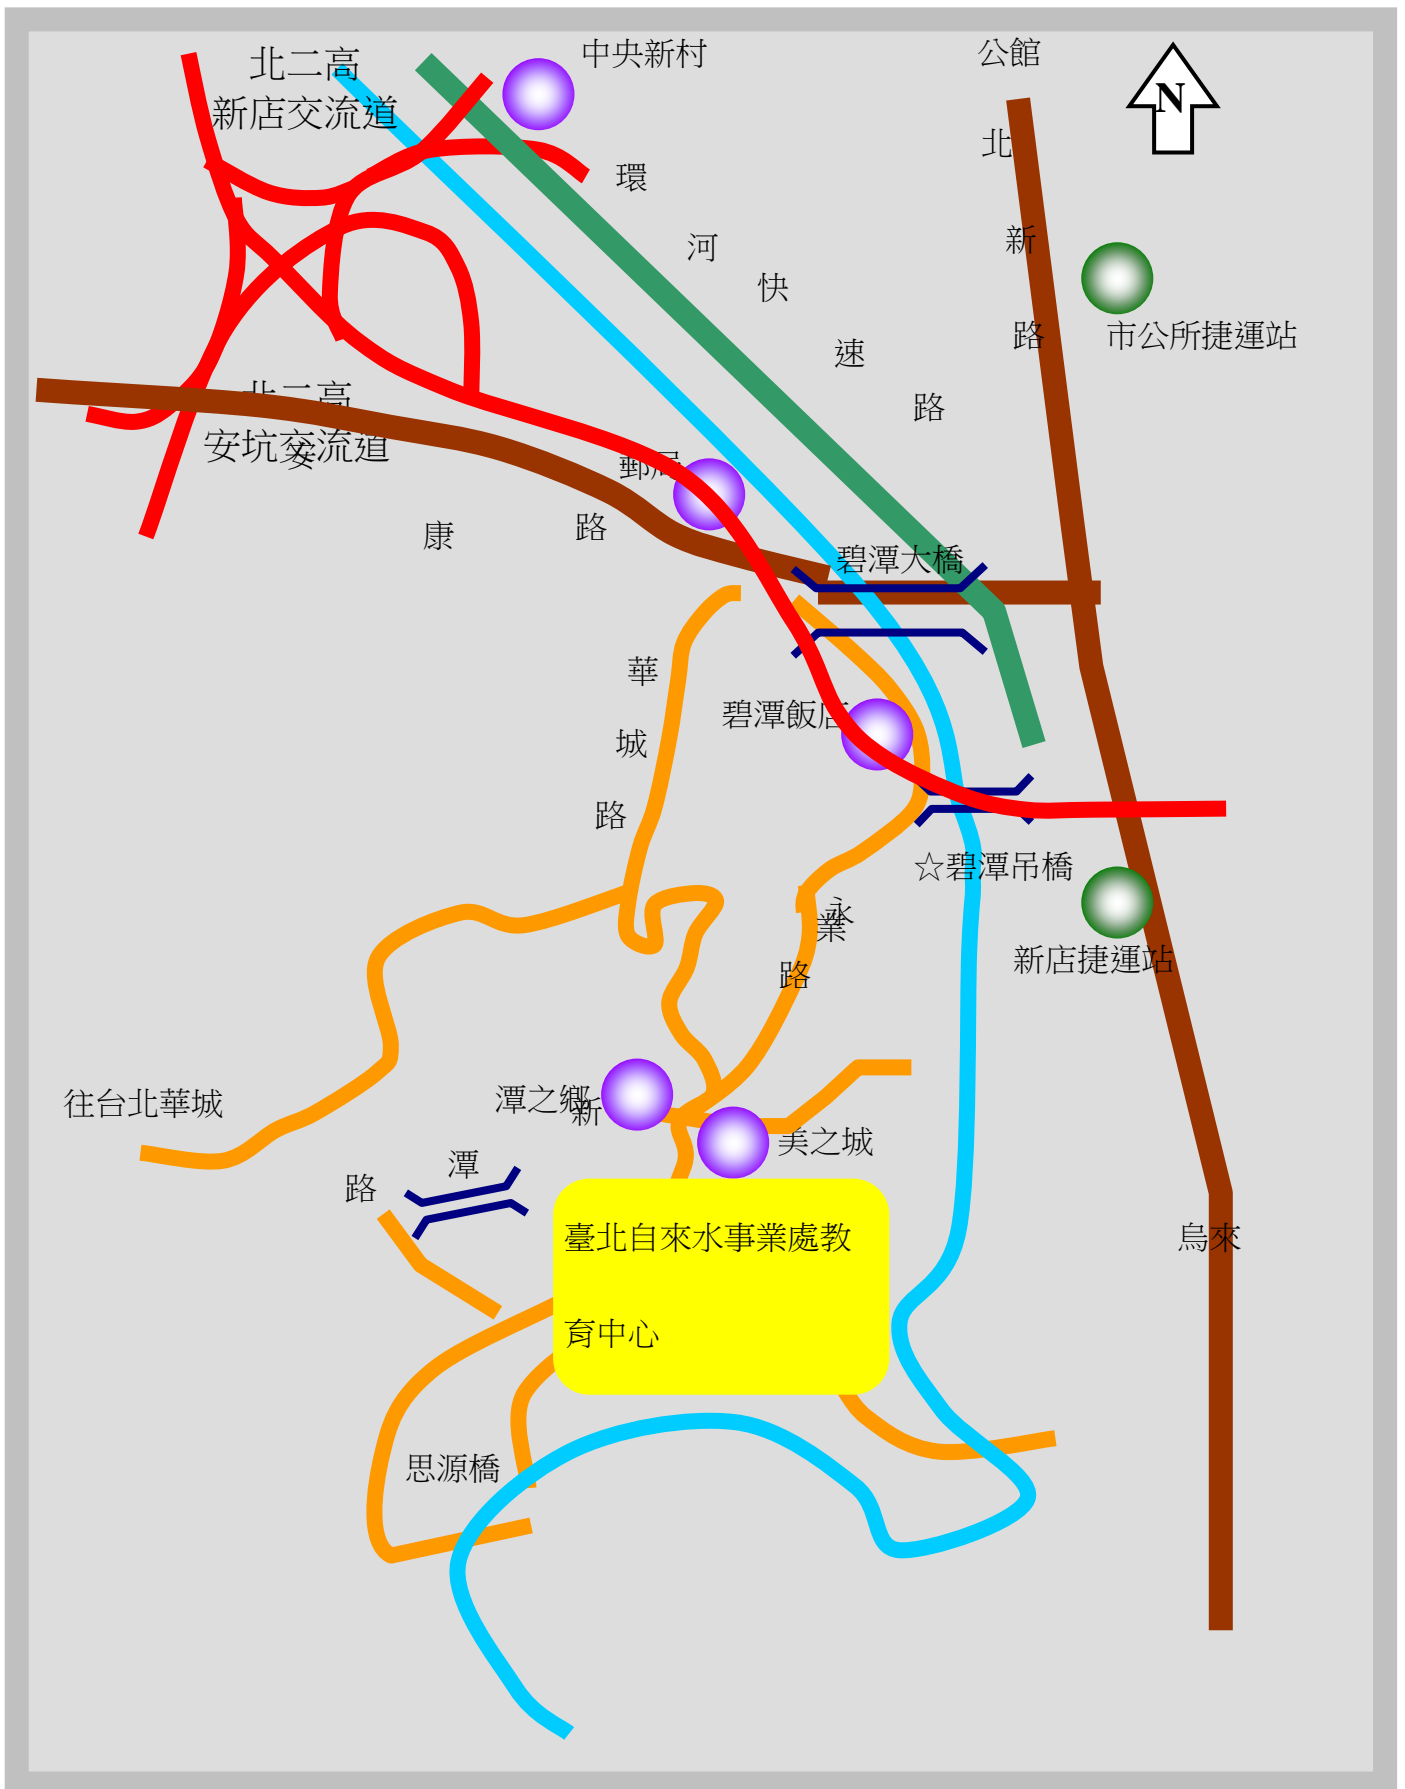 北二高
新店交流道
中央新村
公館
N
北新路
環河快速路
市公所捷運站
北二高
安坑交流道
安康路
郵局
碧潭大橋
華城路
碧潭飯店
☆碧潭吊橋
永業路
新店捷運站
往台北華城
潭之鄉
美之城
新潭路
臺北自來水事業處教
育中心
烏來
思源橋